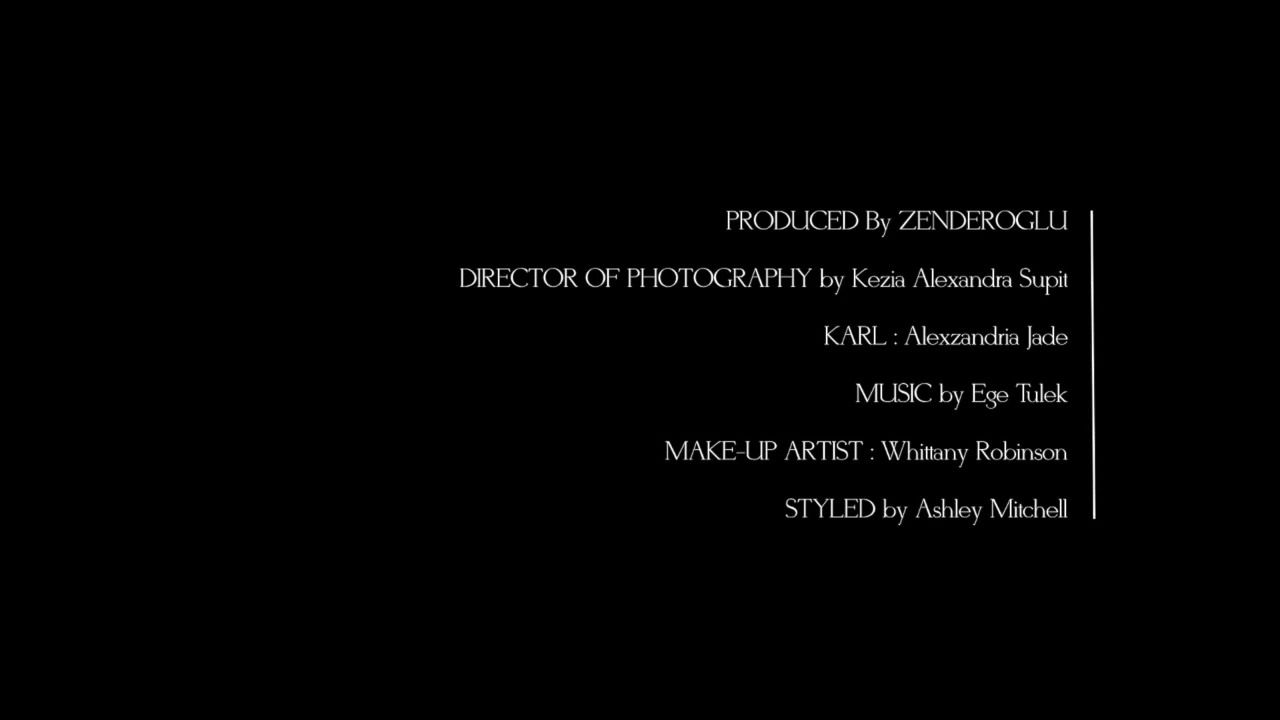 PRODUCED By ZENDEROGLU
DIRECTOR OF PHOTOGRAPHY by Kezia Alexandra Supit
KARL : Alexzandria Jade
MUSIC by Ege Tulek
MAKE-UP ARTIST : Whittany Robinson
STYLED by Ashley Mitchell